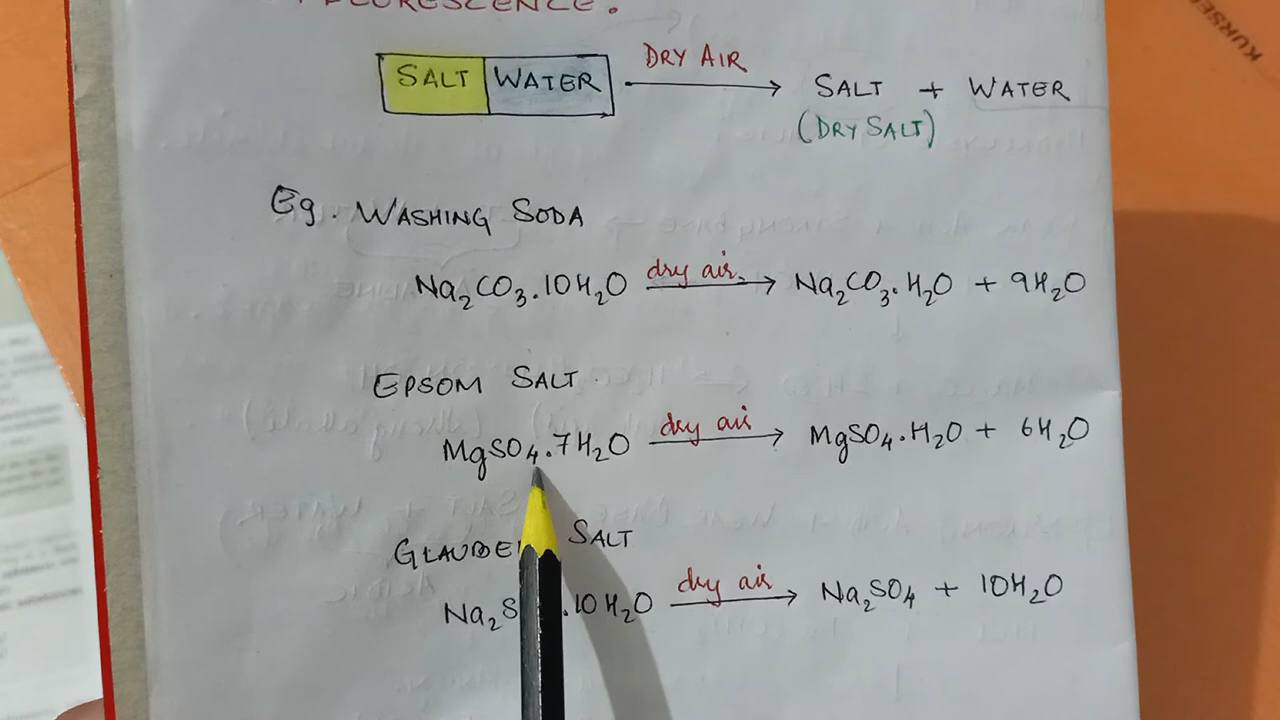 SALT WATER DRY AIR SALT + WATER
(DRY SALT)
Eg. WASHING SODA
Na₂CO₃.10H₂O dry air → Na₂CO₃.H₂O + 9H₂O
EPSOM SALT
MgSO₄.7H₂O dry air → MgSO₄.H₂O + 6H₂O
SALT
dry air → Na₂SO₄ + 10H₂O
KURSE